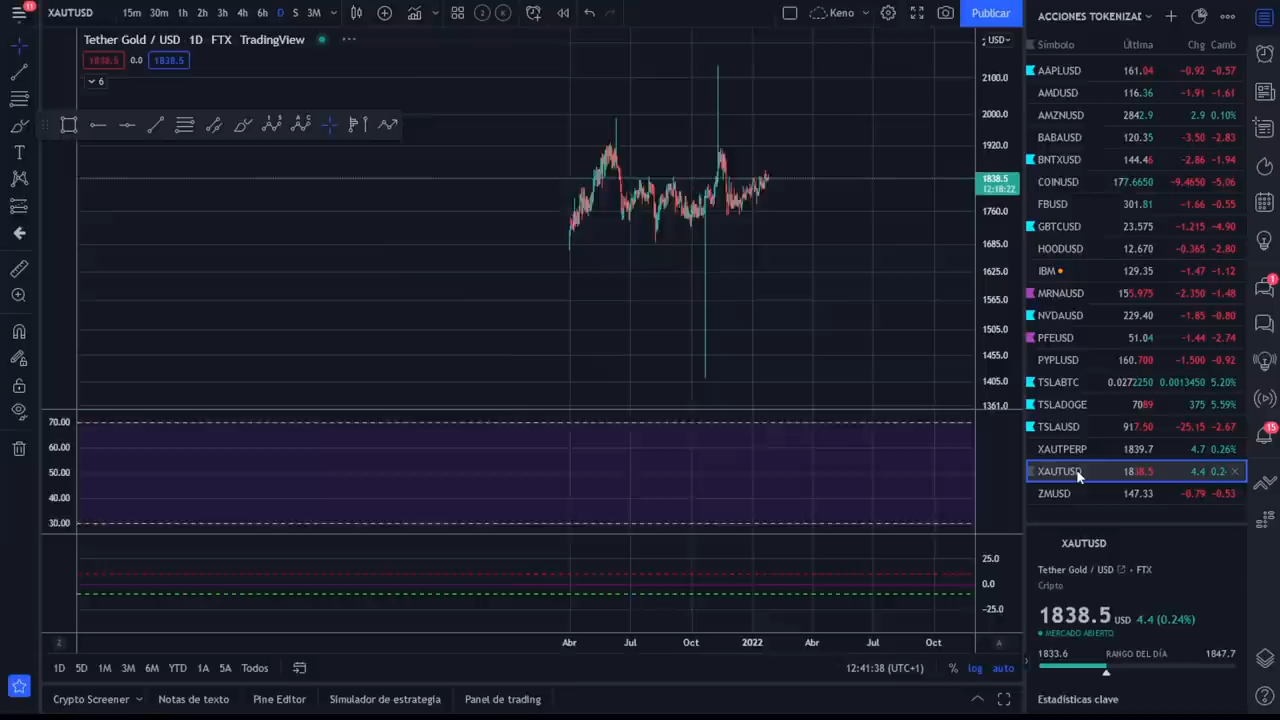 11
XAUTUSD 15m 30m 1h 2h 3h 4h 6h D S 3M 2 K Keno Publicar
Tether Gold / USD 1D FTX TradingView
1838.5 0.0 1838.5
6
USD
2100.0
2000.0
1920.0
1838.5
12:18:22
1760.0
1685.0
1625.0
1565.0
1505.0
1455.0
1405.0
1361.0
70.00
60.00
50.00
40.00
30.00
25.0
0.0
−25.0
2 Abr Jul Oct 2022 Abr Jul Oct A
1D 5D 1M 3M 6M YTD 1A 5A Todos 12:41:38 (UTC+1) % log auto
Crypto Screener Notas de texto Pine Editor Simulador de estrategia Panel de trading
ACCIONES TOKENIZAD
Símbolo Última Chg Camb
AAPLUSD 161.04 −0.92 −0.57
AMDUSD 116.36 −1.91 −1.61
AMZNUSD 2842.9 2.9 0.10%
BABAUSD 120.35 −3.50 −2.83
BNTXUSD 144.46 −2.86 −1.94
COINUSD 177.6650 −9.4650 −5.06
FBUSD 301.81 −1.66 −0.55
GBTCUSD 23.575 −1.215 −4.90
HOODUSD 12.670 −0.365 −2.80
IBM 129.35 −1.47 −1.12
MRNAUSD 155.975 −2.350 −1.48
NVDAUSD 229.40 −1.85 −0.80
PFEUSD 51.04 −1.44 −2.74
PYPLUSD 160.700 −1.500 −0.92
TSLABTC 0.0272250 0.0013450 5.20%
TSLADOGE 7089 375 5.59%
TSLAUSD 917.50 −25.15 −2.67
XAUTPERP 1839.7 4.7 0.26%
XAUTUSD 1838.5 4.4 0.2
ZMUSD 147.33 −0.79 −0.53
XAUTUSD
Tether Gold / USD • FTX
Cripto
1838.5 USD 4.4 (0.24%)
MERCADO ABIERTO
1833.6 RANGO DEL DÍA 1847.7
Estadísticas clave
1
15